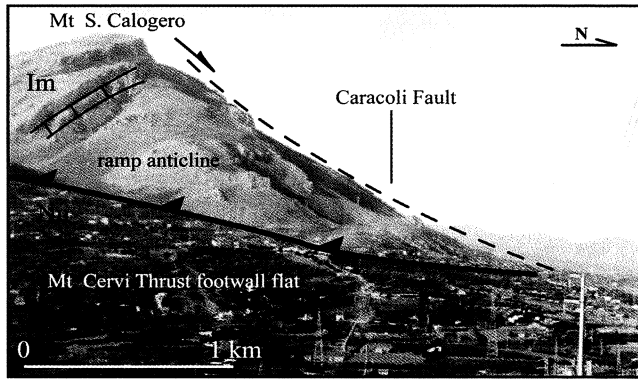 Mt S. Calogero
N
Im
Caracoli Fault
ramp anticline
Mt Cervi Thrust footwall flat
0 1 km